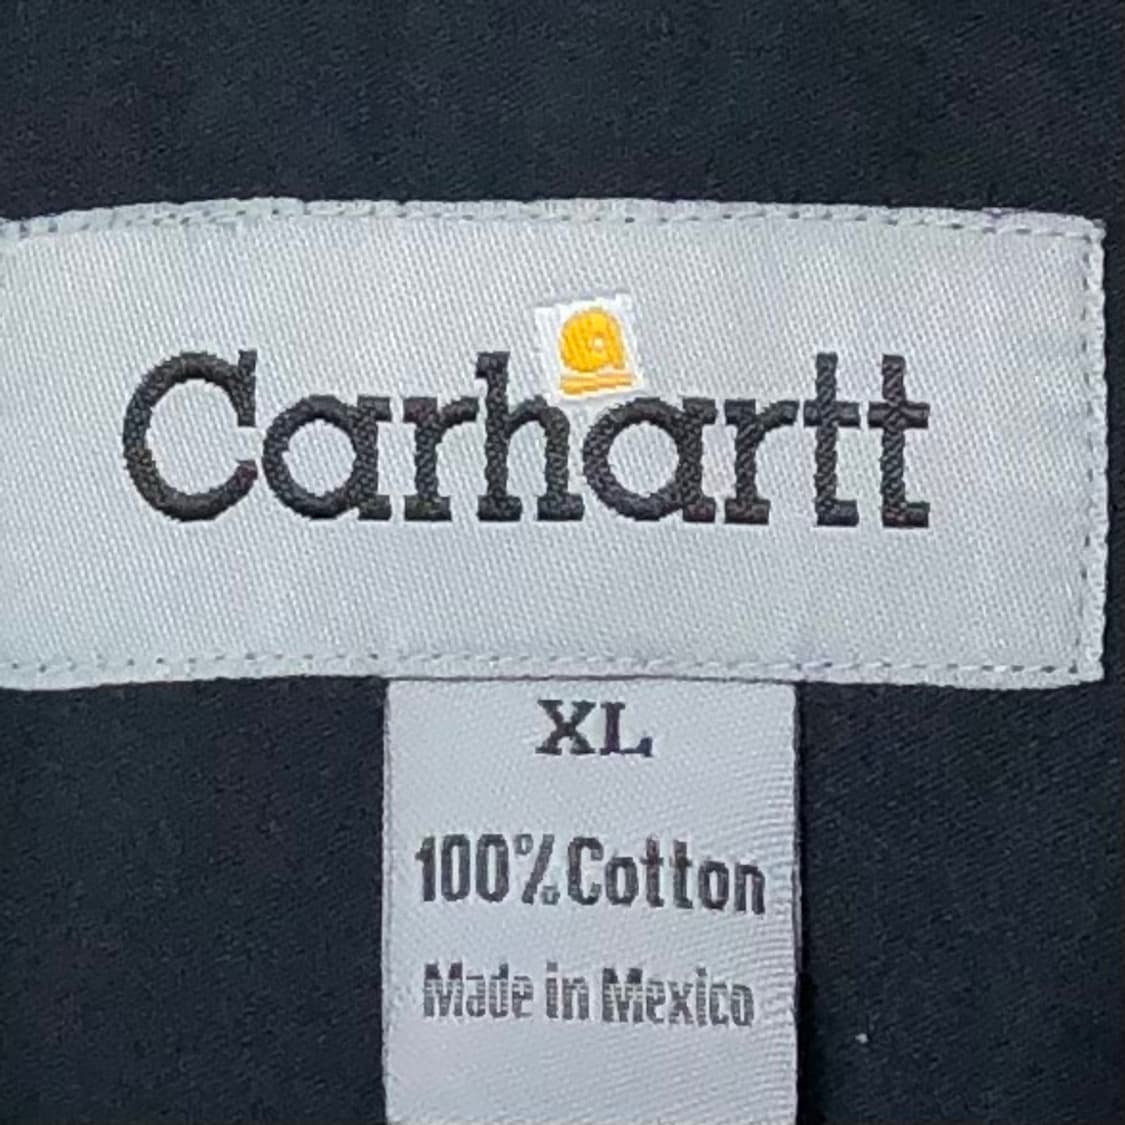 Carhartt
XL
100% Cotton
Made in Mexico